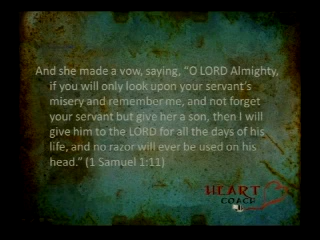 And she made a vow, saying, “O LORD Almighty,
if you will only look upon your servant’s
misery and remember me, and not forget
your servant but give her a son, then I will
give him to the LORD for all the days of his
life, and no razor will ever be used on his
head.” (1 Samuel 1:11)
HEART
COACH